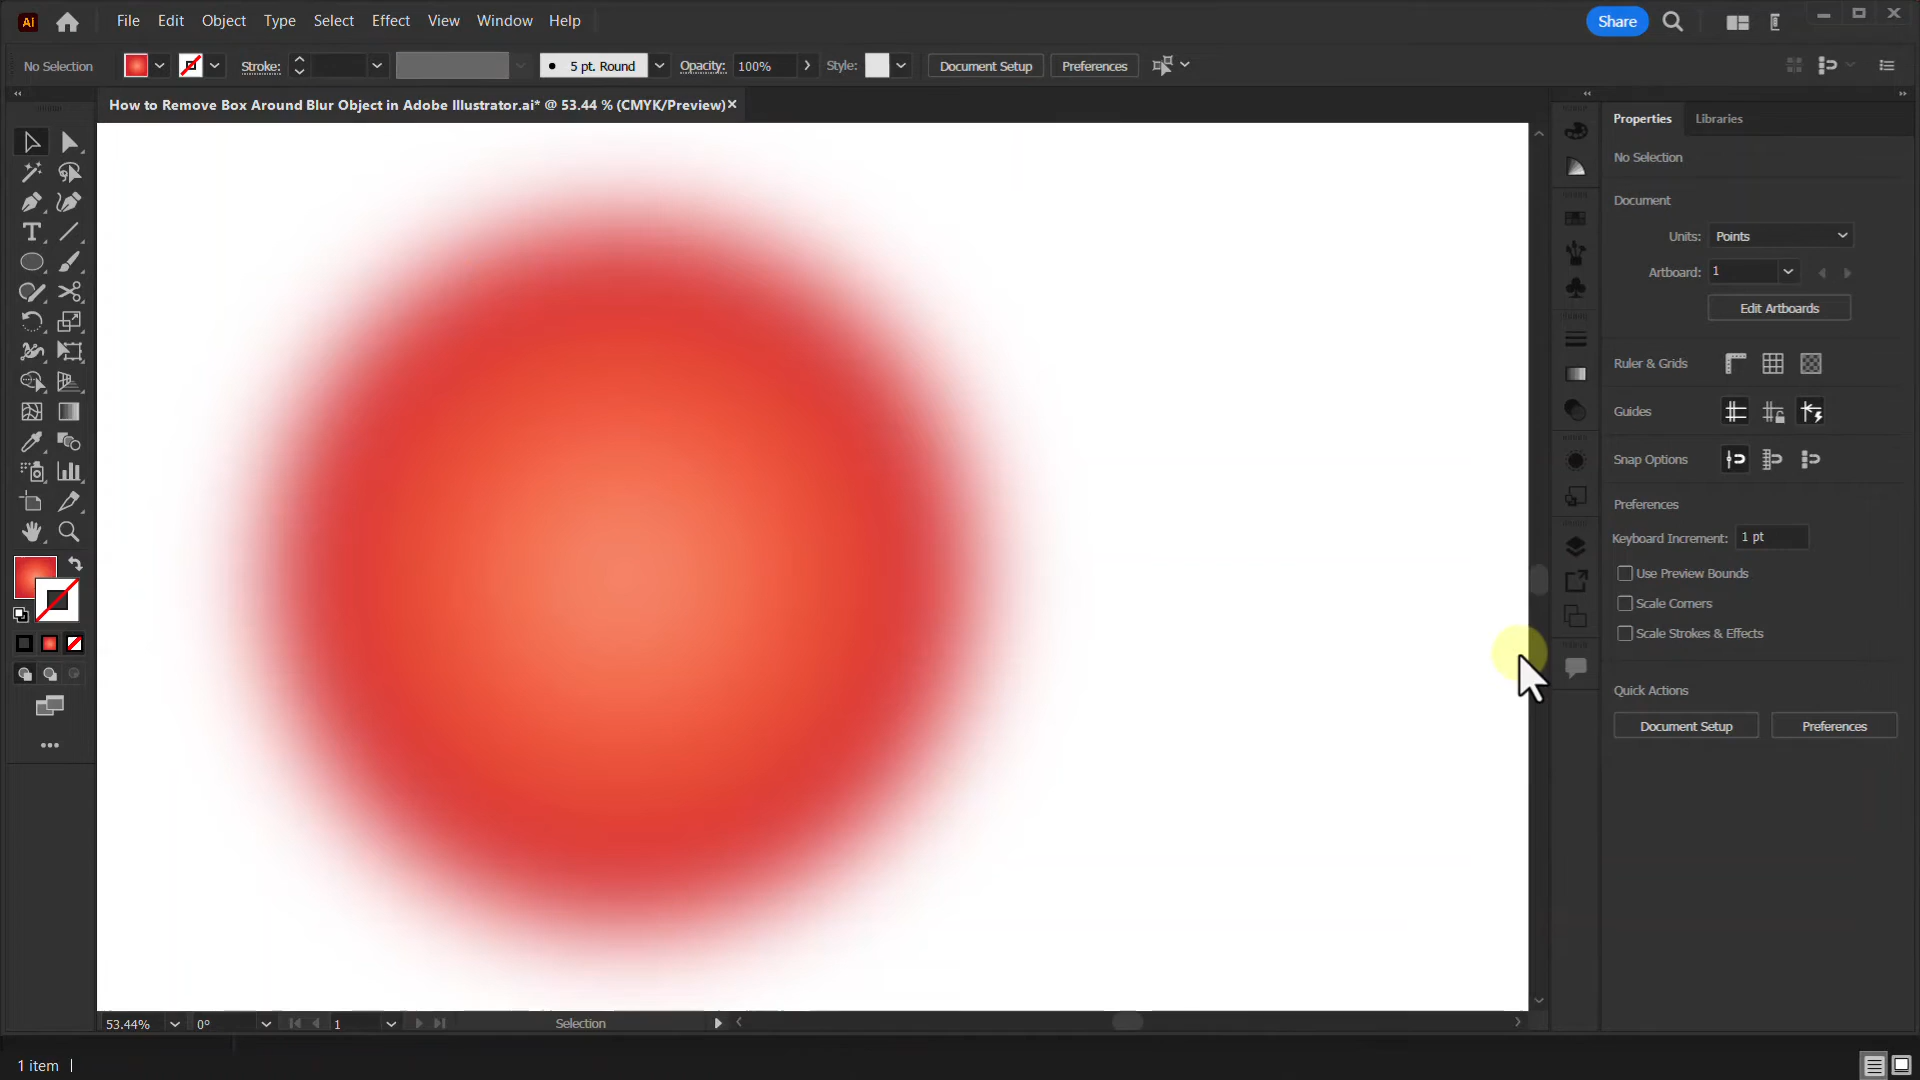 Ai File Edit Object Type Select Effect View Window Help Share
No Selection Stroke: 5 pt. Round Opacity: 100% Style: Document Setup Preferences
How to Remove Box Around Blur Object in Adobe Illustrator.ai* @ 53.44 % (CMYK/Preview) ×
Properties Libraries
No Selection
Document
Units: Points
Artboard: 1
Edit Artboards
Ruler & Grids
Guides
Snap Options
Preferences
Keyboard Increment: 1 pt
Use Preview Bounds
Scale Corners
Scale Strokes & Effects
Quick Actions
Document Setup Preferences
53.44% 0° 1 Selection
1 item